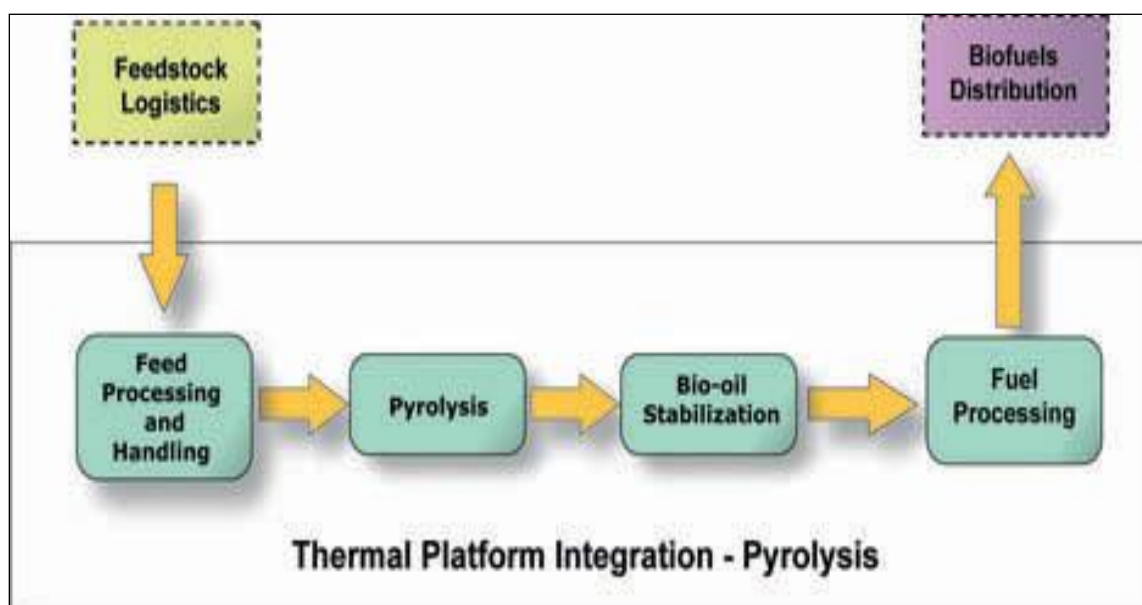 Feedstock
Logistics
Biofuels
Distribution
Feed
Processing
and
Handling
Pyrolysis
Bio-oil
Stabilization
Fuel
Processing
Thermal Platform Integration - Pyrolysis